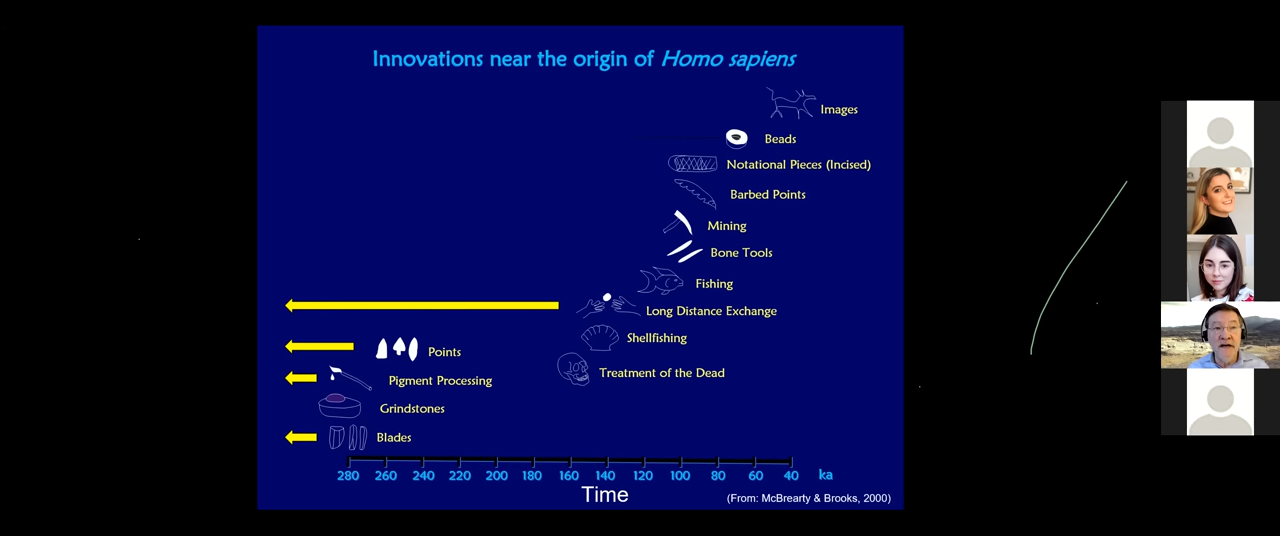 Innovations near the origin of Homo sapiens
Images
Beads
Notational Pieces (Incised)
Barbed Points
Mining
Bone Tools
Fishing
Long Distance Exchange
Shellfishing
Points
Treatment of the Dead
Pigment Processing
Grindstones
Blades
280 260 240 220 200 180 160 140 120 100 80 60 40 ka
Time
(From: McBrearty & Brooks, 2000)